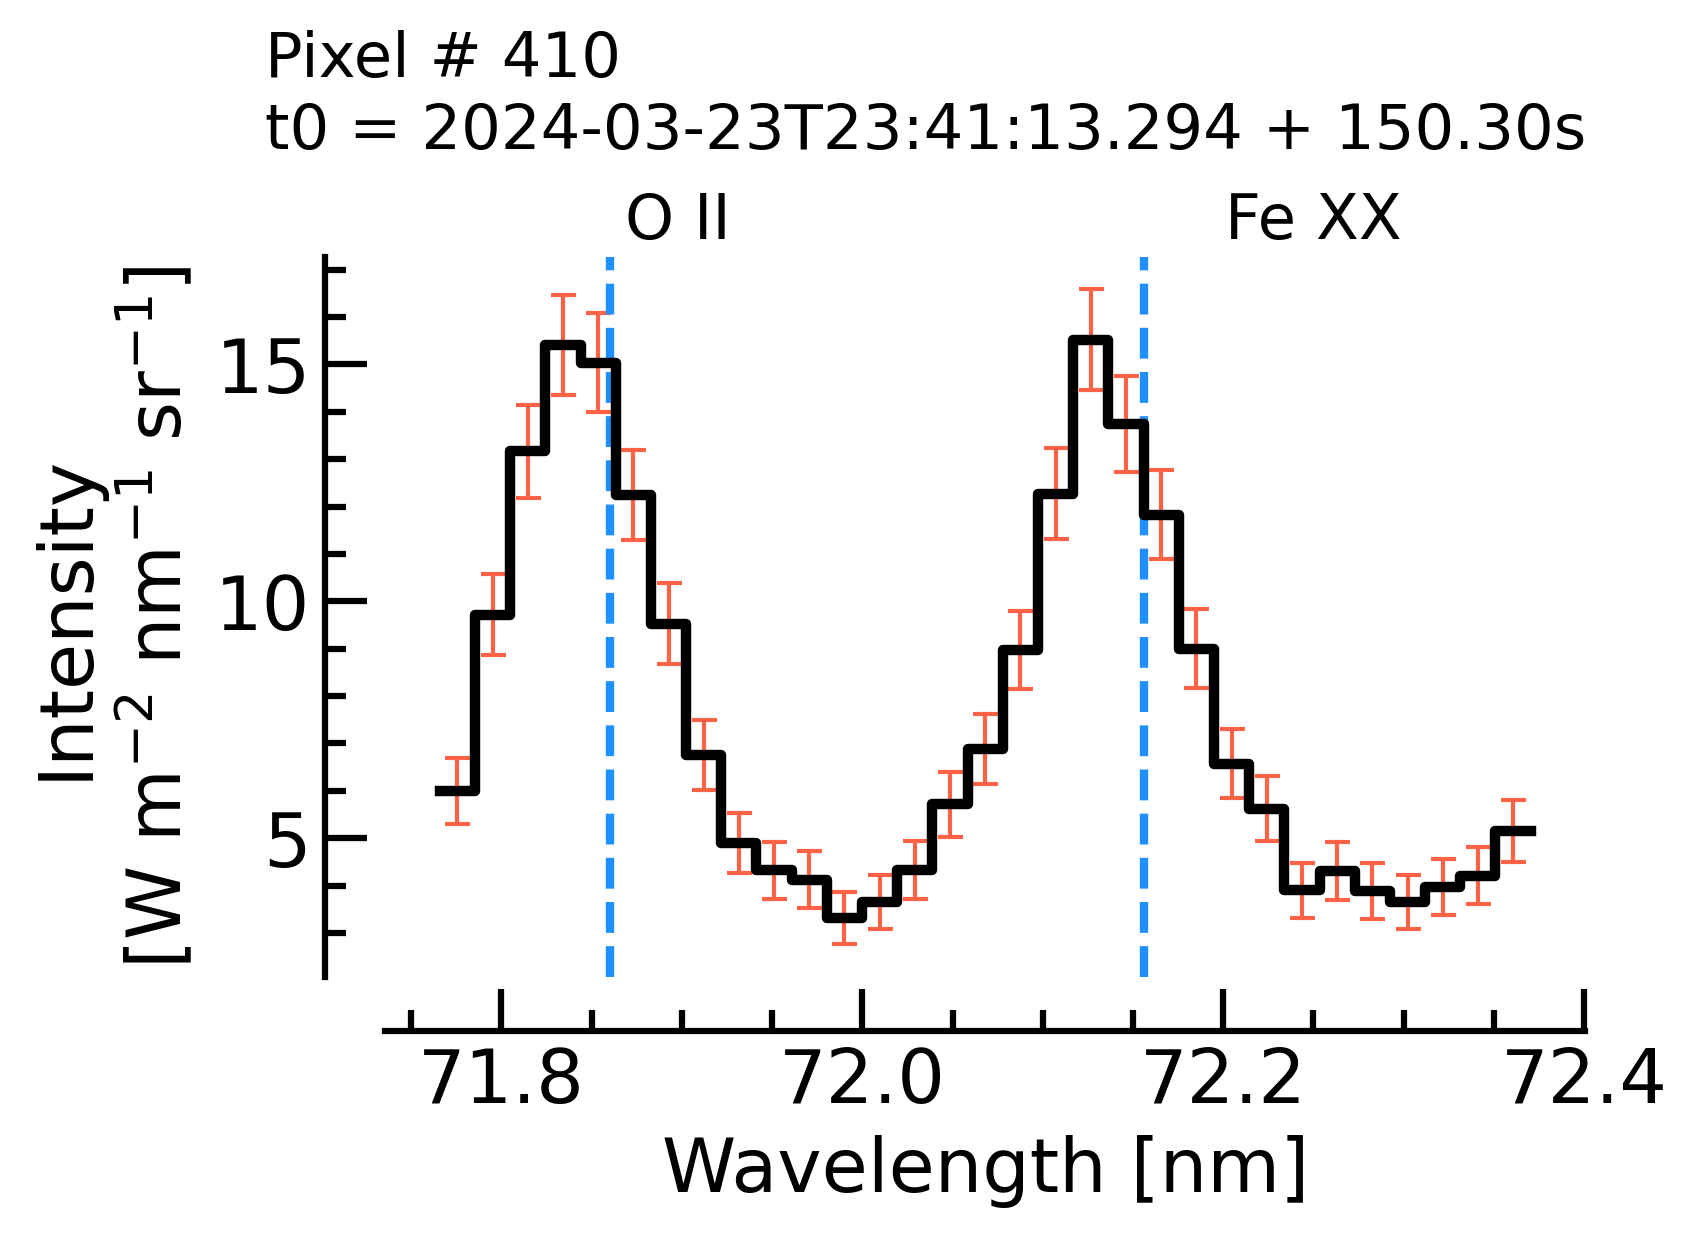 Pixel # 410
t0 = 2024-03-23T23:41:13.294 + 150.30s
O II
Fe XX
Intensity
[W m⁻² nm⁻¹ sr⁻¹]
15
10
5
71.8 72.0 72.2 72.4
Wavelength [nm]